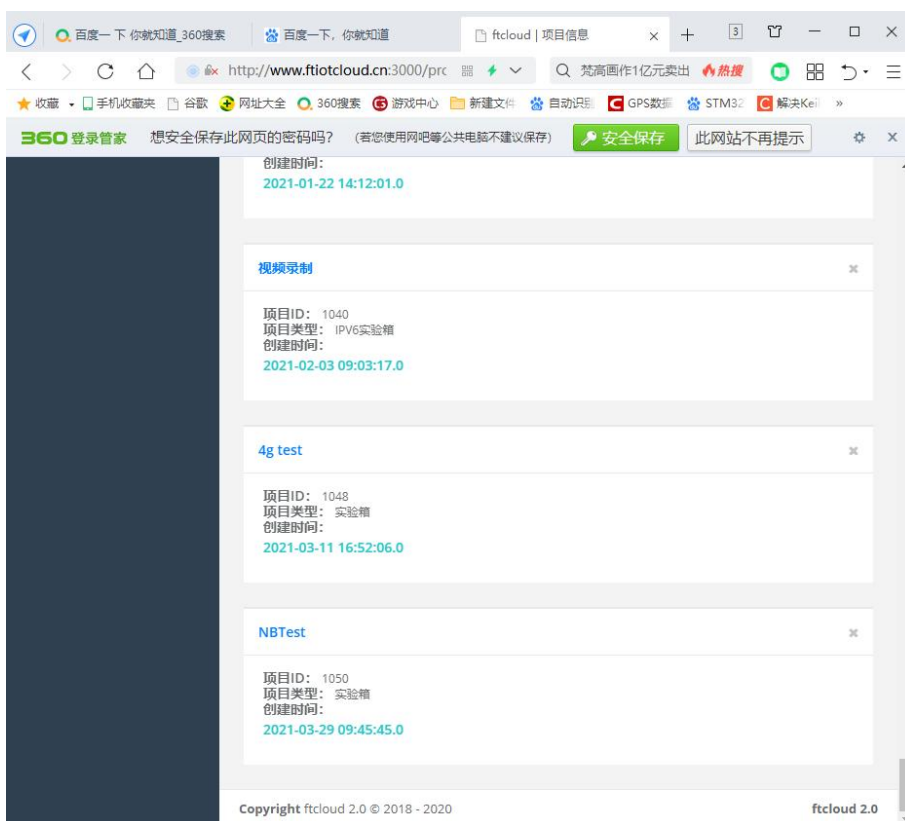 百度一 下 你就知道_360搜索
百度一下，你就知道
ftcloud | 项目信息
3
http://www.ftiotcloud.cn:3000/prc
梵高画作1亿元卖出 热搜
收藏 手机收藏夹 谷歌 网址大全 360搜索 游戏中心 新建文件 自动识别 GPS数据 STM32 解决Keil »
360 登录管家 想安全保存此网页的密码吗？ (若您使用网吧等公共电脑不建议保存) 安全保存 此网站不再提示
创建时间：
2021-01-22 14:12:01.0
视频录制
项目ID： 1040
项目类型： IPV6实验箱
创建时间：
2021-02-03 09:03:17.0
4g test
项目ID： 1048
项目类型： 实验箱
创建时间：
2021-03-11 16:52:06.0
NBTest
项目ID： 1050
项目类型： 实验箱
创建时间：
2021-03-29 09:45:45.0
Copyright ftcloud 2.0 © 2018 - 2020
ftcloud 2.0